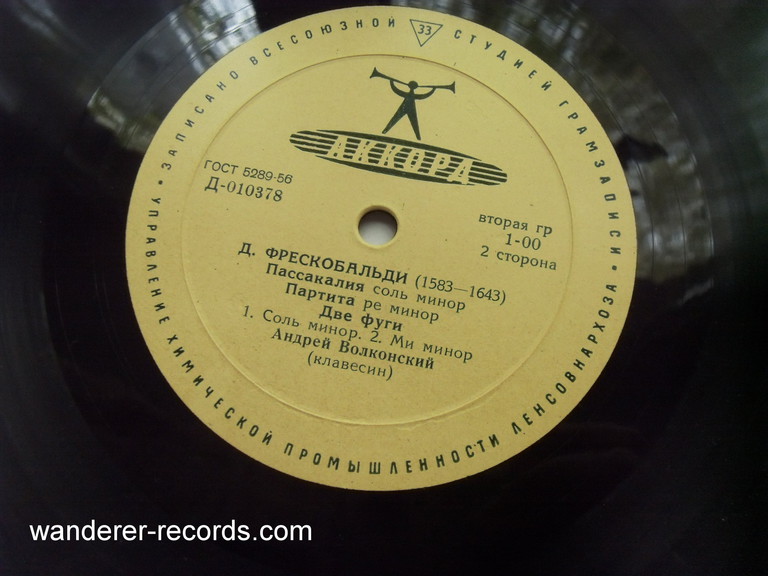 ЗАПИСАНО ВСЕСОЮЗНОЙ 33 СТУДИЕЙ ГРАМЗАПИСИ •
УПРАВЛЕНИЕ ХИМИЧЕСКОЙ ПРОМЫШЛЕННОСТИ ЛЕНСОВНАРХОЗА •
АККОРД
ГОСТ 5289-56
Д-010378
вторая гр
1-00
2 сторона
Д. ФРЕСКОБАЛЬДИ (1583—1643)
Пассакалия соль минор
Партита ре минор
Две фуги
1. Соль минор. 2. Ми минор
Андрей Волконский
(клавесин)
wanderer-records.com